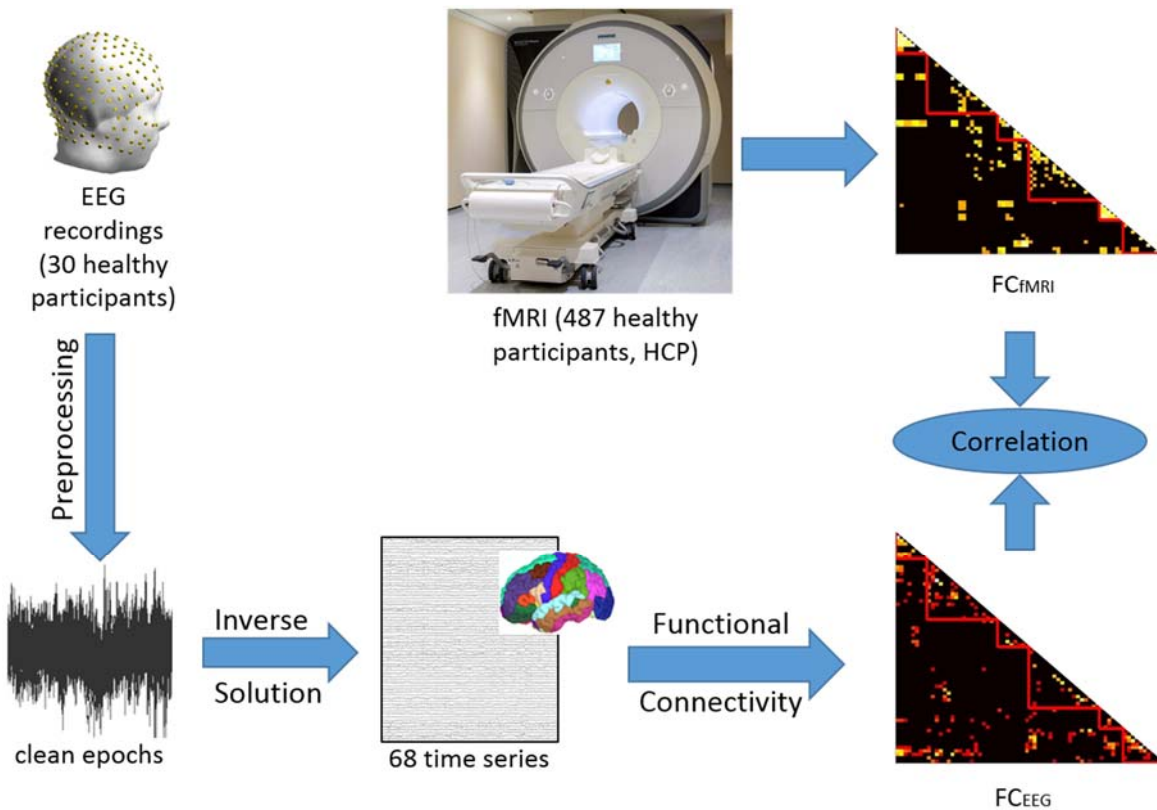 EEG
recordings
(30 healthy
participants)
fMRI (487 healthy
participants, HCP)
FCfMRI
Preprocessing
Correlation
clean epochs
Inverse
Solution
68 time series
Functional
Connectivity
FCEEG